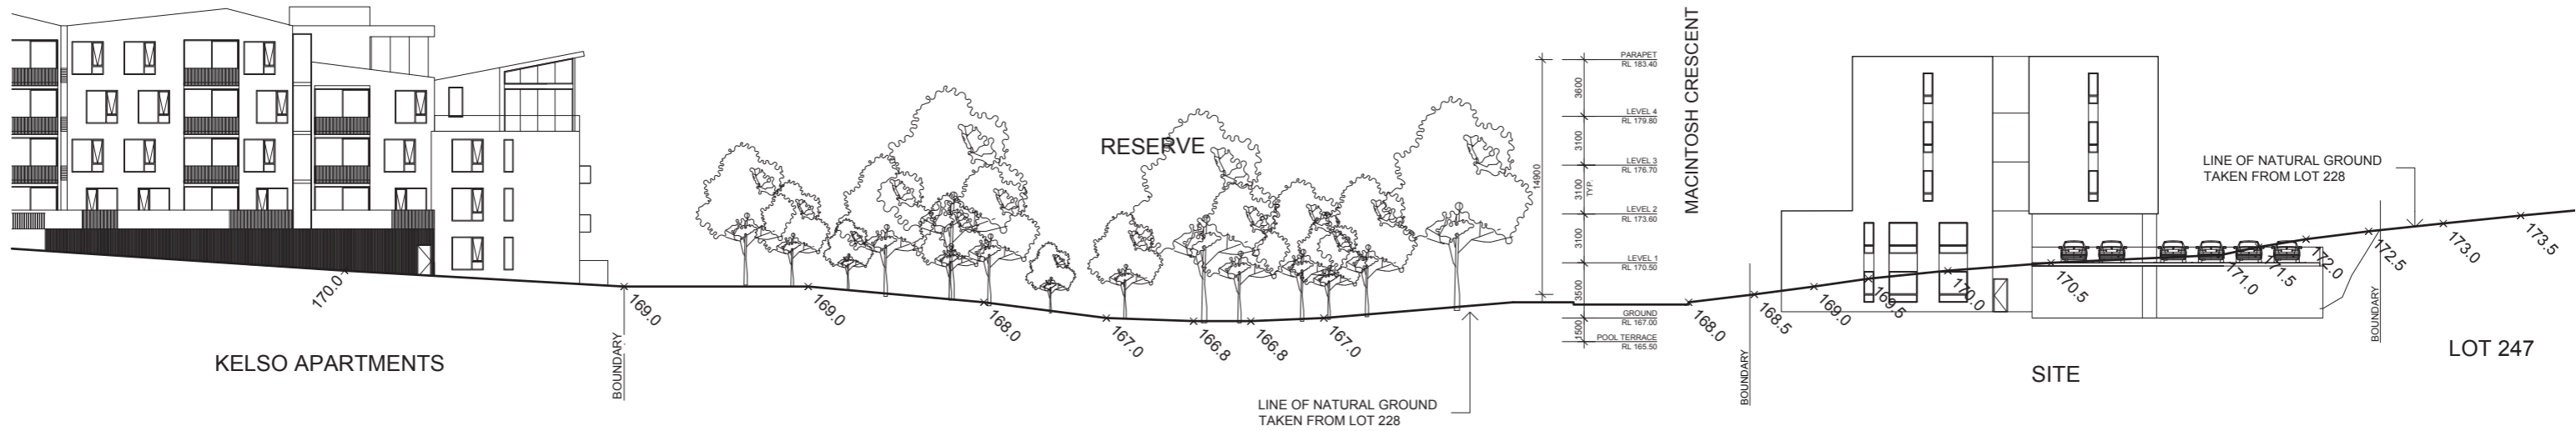 KELSO APARTMENTS
170.0
BOUNDARY
169.0
169.0
168.0
RESERVE
167.0
166.8
166.8
167.0
LINE OF NATURAL GROUND
TAKEN FROM LOT 228
14900
3600
3100
3100
TYP.
3100
3500
1500
PARAPET
RL 183.40
LEVEL 4
RL 179.80
LEVEL 3
RL 176.70
LEVEL 2
RL 173.60
LEVEL 1
RL 170.50
GROUND
RL 167.00
POOL TERRACE
RL 165.50
MACINTOSH CRESCENT
168.0
BOUNDARY
168.5
169.0
169.5
170.0
170.5
171.0
171.5
172.0
SITE
LINE OF NATURAL GROUND
TAKEN FROM LOT 228
BOUNDARY
172.5
173.0
173.5
LOT 247